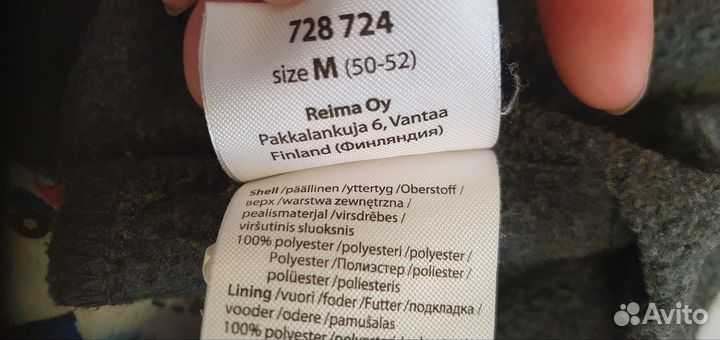 728 724
size M (50-52)
Reima Oy
Pakkalankuja 6, Vantaa
Finland (Финляндия)
Shell /päällinen /yttertyg /Oberstoff /
верх /warstwa zewnętrzna /
pealismaterjal /virsdrēbes /
viršutinis sluoksnis
100% polyester /polyesteri /polyester /
Polyester /Полиэстер /poliester /
polüester /poliesteris
Lining /vuori /foder /Futter /подкладка /
vooder /odere /pamušalas
100% polyester /polyesteri /polyester /
Avito